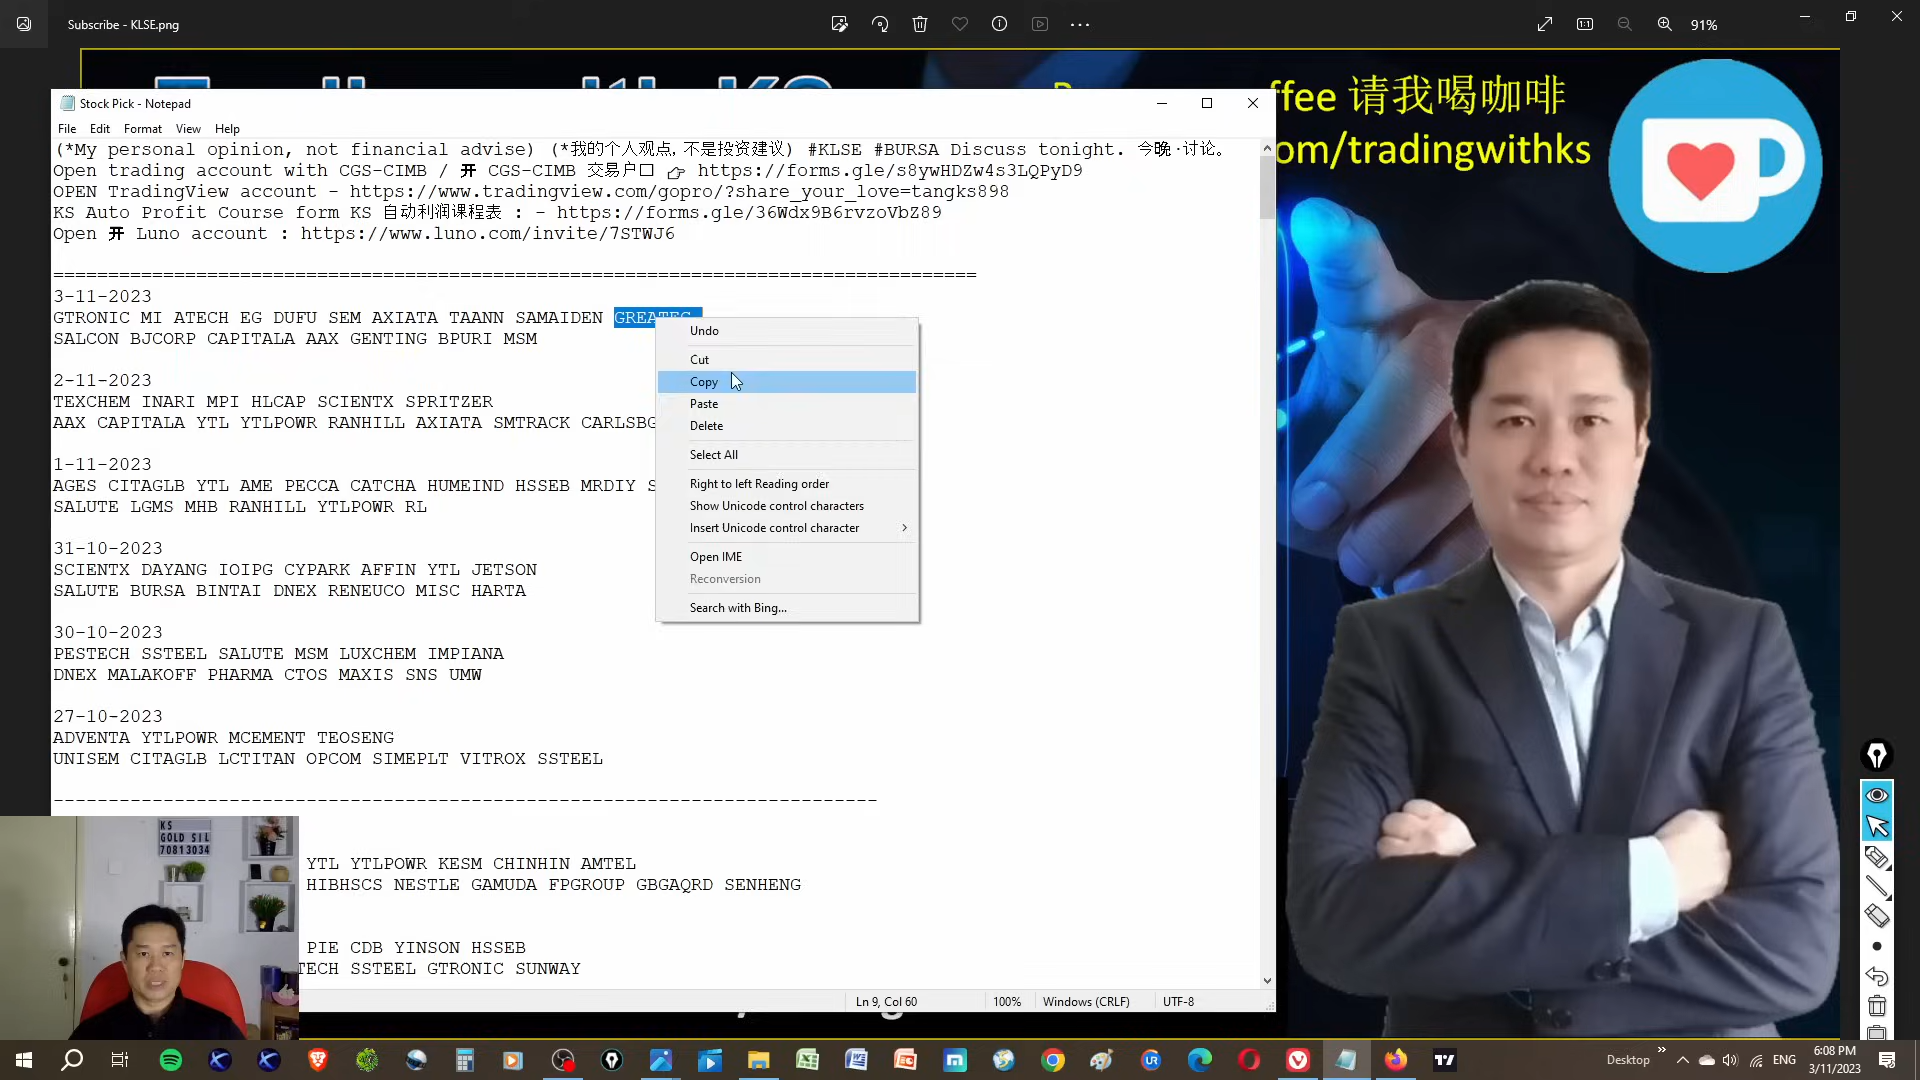 Subscribe - KLSE.png
91%
ffee 请我喝咖啡
om/tradingwithks
Stock Pick - Notepad
File Edit Format View Help
(*My personal opinion, not financial advise) (*我的个人观点,不是投资建议) #KLSE #BURSA Discuss tonight. 今晚·讨论。
Open trading account with CGS-CIMB / 开 CGS-CIMB 交易户口 👉 https://forms.gle/s8ywHDZw4s3LQPyD9
OPEN TradingView account - https://www.tradingview.com/gopro/?share_your_love=tangks898
KS Auto Profit Course form KS 自动利润课程表 : - https://forms.gle/36Wdx9B6rvzoVbZ89
Open 开 Luno account : https://www.luno.com/invite/7STWJ6
====================================================================================
3-11-2023
GTRONIC MI ATECH EG DUFU SEM AXIATA TAANN SAMAIDEN GREATEC
SALCON BJCORP CAPITALA AAX GENTING BPURI MSM
2-11-2023
TEXCHEM INARI MPI HLCAP SCIENTX SPRITZER
AAX CAPITALA YTL YTLPOWR RANHILL AXIATA SMTRACK CARLSBG
1-11-2023
AGES CITAGLB YTL AME PECCA CATCHA HUMEIND HSSEB MRDIY S
SALUTE LGMS MHB RANHILL YTLPOWR RL
31-10-2023
SCIENTX DAYANG IOIPG CYPARK AFFIN YTL JETSON
SALUTE BURSA BINTAI DNEX RENEUCO MISC HARTA
30-10-2023
PESTECH SSTEEL SALUTE MSM LUXCHEM IMPIANA
DNEX MALAKOFF PHARMA CTOS MAXIS SNS UMW
27-10-2023
ADVENTA YTLPOWR MCEMENT TEOSENG
UNISEM CITAGLB LCTITAN OPCOM SIMEPLT VITROX SSTEEL
---------------------------------------------------------------------------
YTL YTLPOWR KESM CHINHIN AMTEL
HIBHSCS NESTLE GAMUDA FPGROUP GBGAQRD SENHENG
PIE CDB YINSON HSSEB
TECH SSTEEL GTRONIC SUNWAY
Undo
Cut
Copy
Paste
Delete
Select All
Right to left Reading order
Show Unicode control characters
Insert Unicode control character
Open IME
Reconversion
Search with Bing...
KS
GOLD SIL
70813034
Ln 9, Col 60 100% Windows (CRLF) UTF-8
Desktop
ENG
6:08 PM
3/11/2023